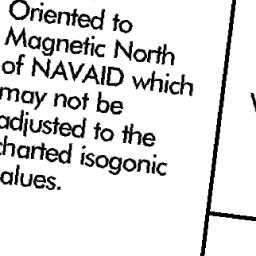 Oriented to
Magnetic North
of NAVAID which
may not be
adjusted to the
charted isogonic
values.